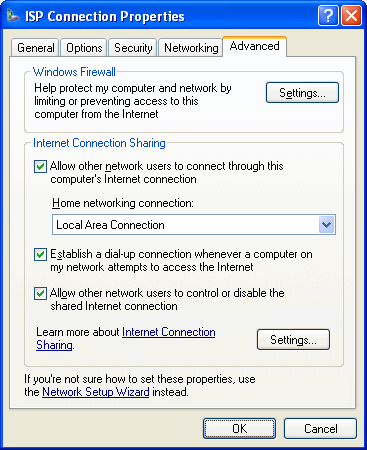 ISP Connection Properties
General Options Security Networking Advanced
Windows Firewall
Help protect my computer and network by
limiting or preventing access to this
computer from the Internet
Settings...
Internet Connection Sharing
Allow other network users to connect through this
computer's Internet connection
Home networking connection:
Local Area Connection
Establish a dial-up connection whenever a computer on
my network attempts to access the Internet
Allow other network users to control or disable the
shared Internet connection
Learn more about Internet Connection
Sharing.
Settings...
If you're not sure how to set these properties, use
the Network Setup Wizard instead.
OK Cancel